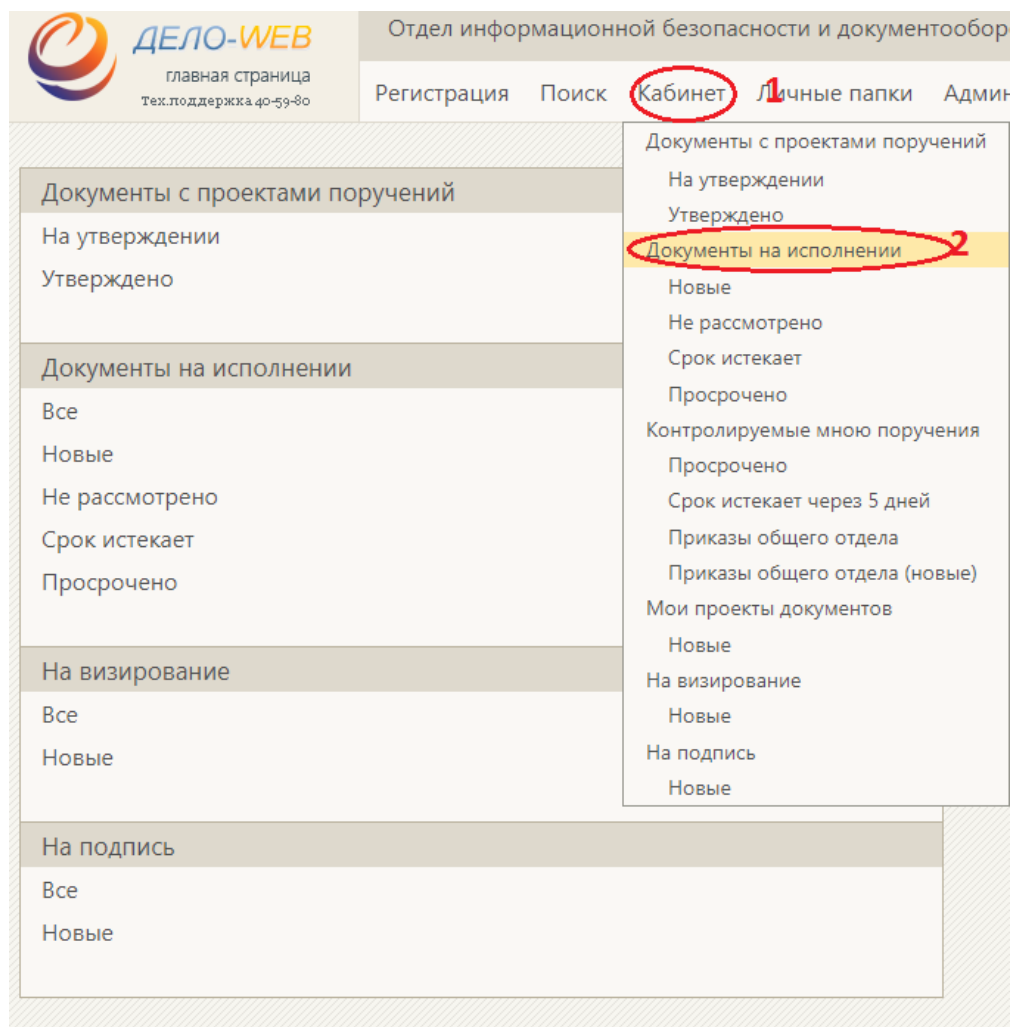 ДЕЛО-WEB
главная страница
Тех.поддержка 40-59-80
Отдел информационной безопасности и документообор
Регистрация Поиск Кабинет 1 Личные папки Админ
Документы с проектами поручений
На утверждении
Утверждено
Документы на исполнении 2
Новые
Не рассмотрено
Срок истекает
Просрочено
Контролируемые мною поручения
Просрочено
Срок истекает через 5 дней
Приказы общего отдела
Приказы общего отдела (новые)
Мои проекты документов
Новые
На визирование
Новые
На подпись
Новые
Документы с проектами поручений
На утверждении
Утверждено
Документы на исполнении
Все
Новые
Не рассмотрено
Срок истекает
Просрочено
На визирование
Все
Новые
На подпись
Все
Новые